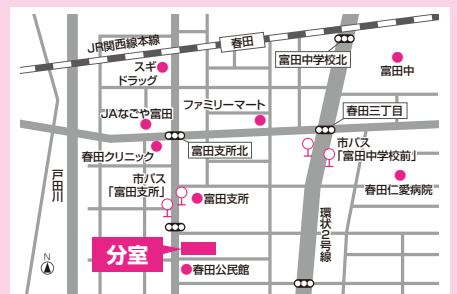 JR関西線本線
春田
スギ
ドラッグ
富田中学校北
富田中
JAなごや富田
ファミリーマート
春田三丁目
春田クリニック
富田支所北
市バス
「富田中学校前」
戸田川
市バス
「富田支所」
富田支所
春田仁愛病院
環状2号線
分室
N
春田公民館